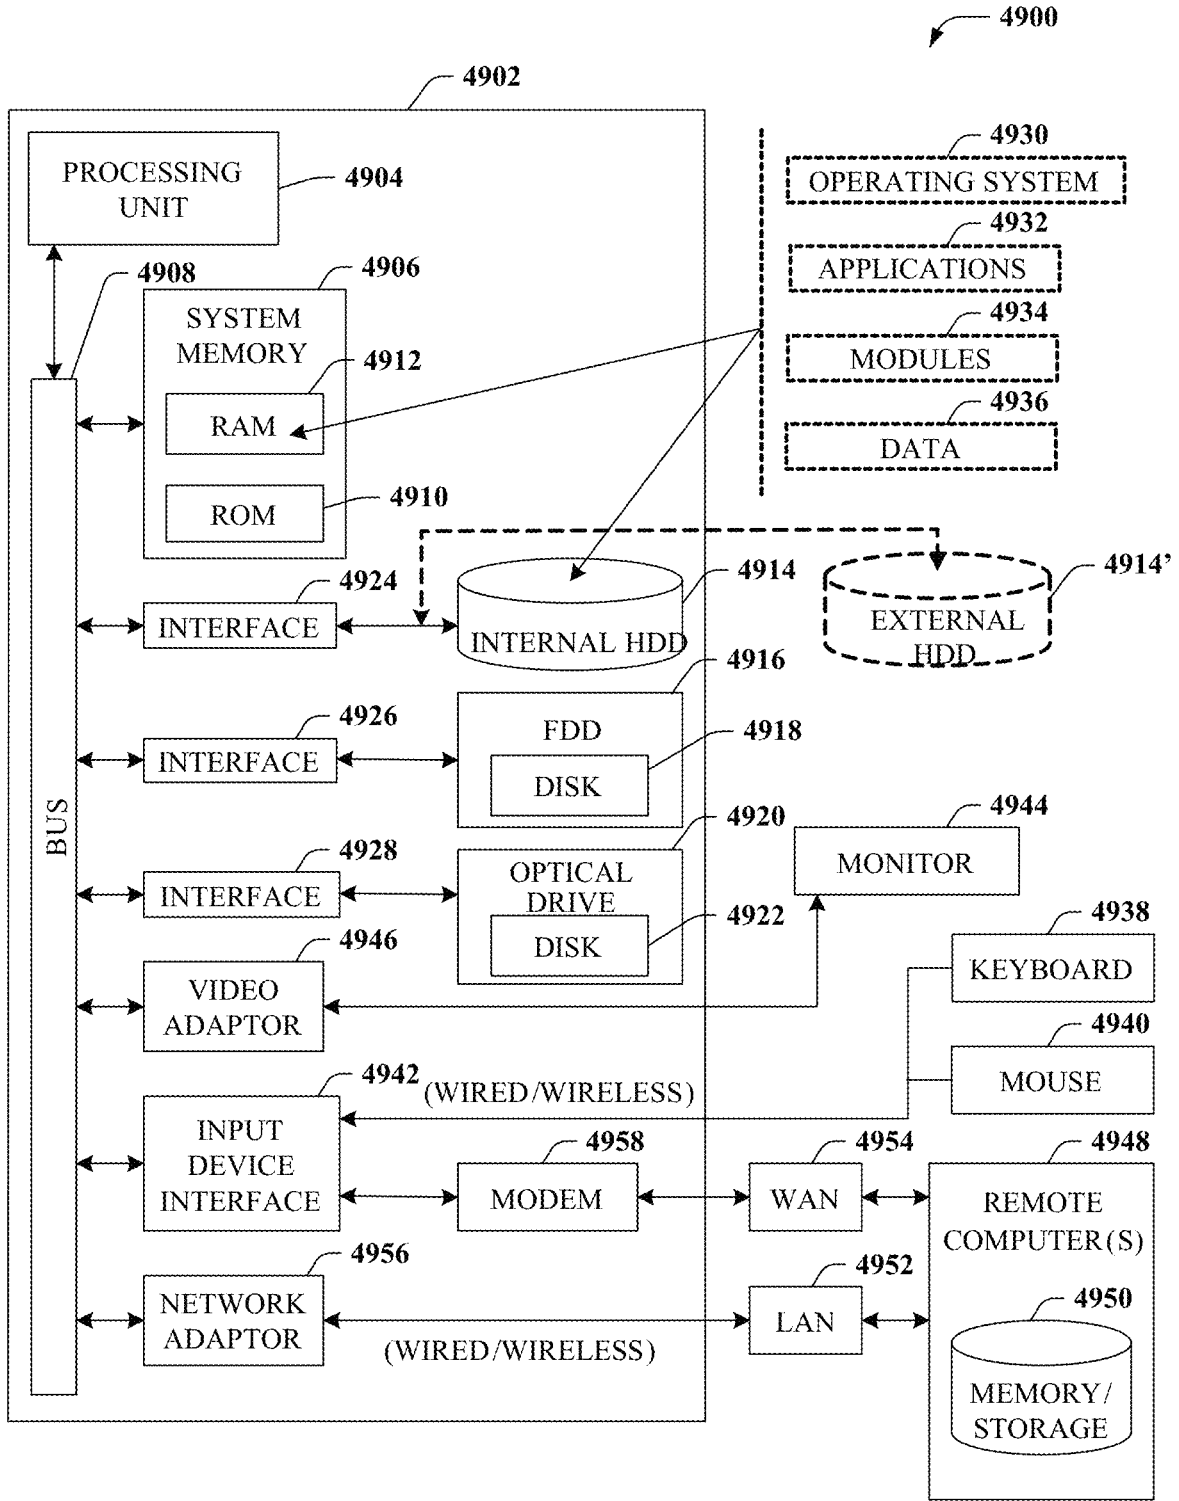 4900
4902
PROCESSING
UNIT
4904
4908
4906
SYSTEM
MEMORY
4912
RAM
4910
ROM
4930
OPERATING SYSTEM
4932
APPLICATIONS
4934
MODULES
4936
DATA
4924
INTERFACE
4914
INTERNAL HDD
4914’
EXTERNAL
HDD
4926
INTERFACE
4916
FDD
4918
DISK
BUS
4928
INTERFACE
4920
OPTICAL
DRIVE
4922
DISK
4944
MONITOR
4946
VIDEO
ADAPTOR
4938
KEYBOARD
4940
MOUSE
4942
(WIRED/WIRELESS)
INPUT
DEVICE
INTERFACE
4958
MODEM
4954
WAN
4948
REMOTE
COMPUTER(S)
4956
NETWORK
ADAPTOR
(WIRED/WIRELESS)
4952
LAN
4950
MEMORY/
STORAGE